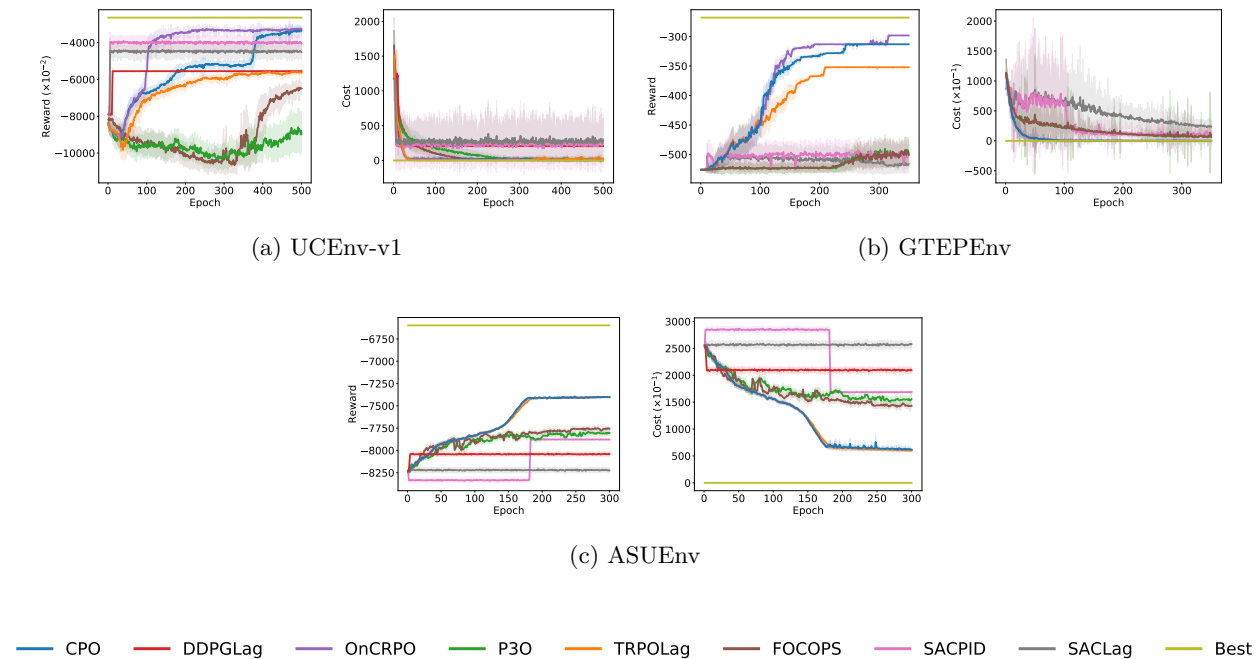 Reward (×10⁻²)
−4000
−6000
−8000
−10000
0 100 200 300 400 500
Epoch
Cost
2000
1500
1000
500
0
0 100 200 300 400 500
Epoch
(a) UCEnv-v1
Reward
−300
−350
−400
−450
−500
0 100 200 300
Epoch
Cost (×10⁻¹)
2000
1500
1000
500
0
−500
0 100 200 300
Epoch
(b) GTEPEnv
Reward
−6750
−7000
−7250
−7500
−7750
−8000
−8250
0 50 100 150 200 250 300
Epoch
Cost (×10⁻¹)
3000
2500
2000
1500
1000
500
0
0 50 100 150 200 250 300
Epoch
(c) ASUEnv
CPO DDPGLag OnCRPO P3O TRPOLag FOCOPS SACPID SACLag Best